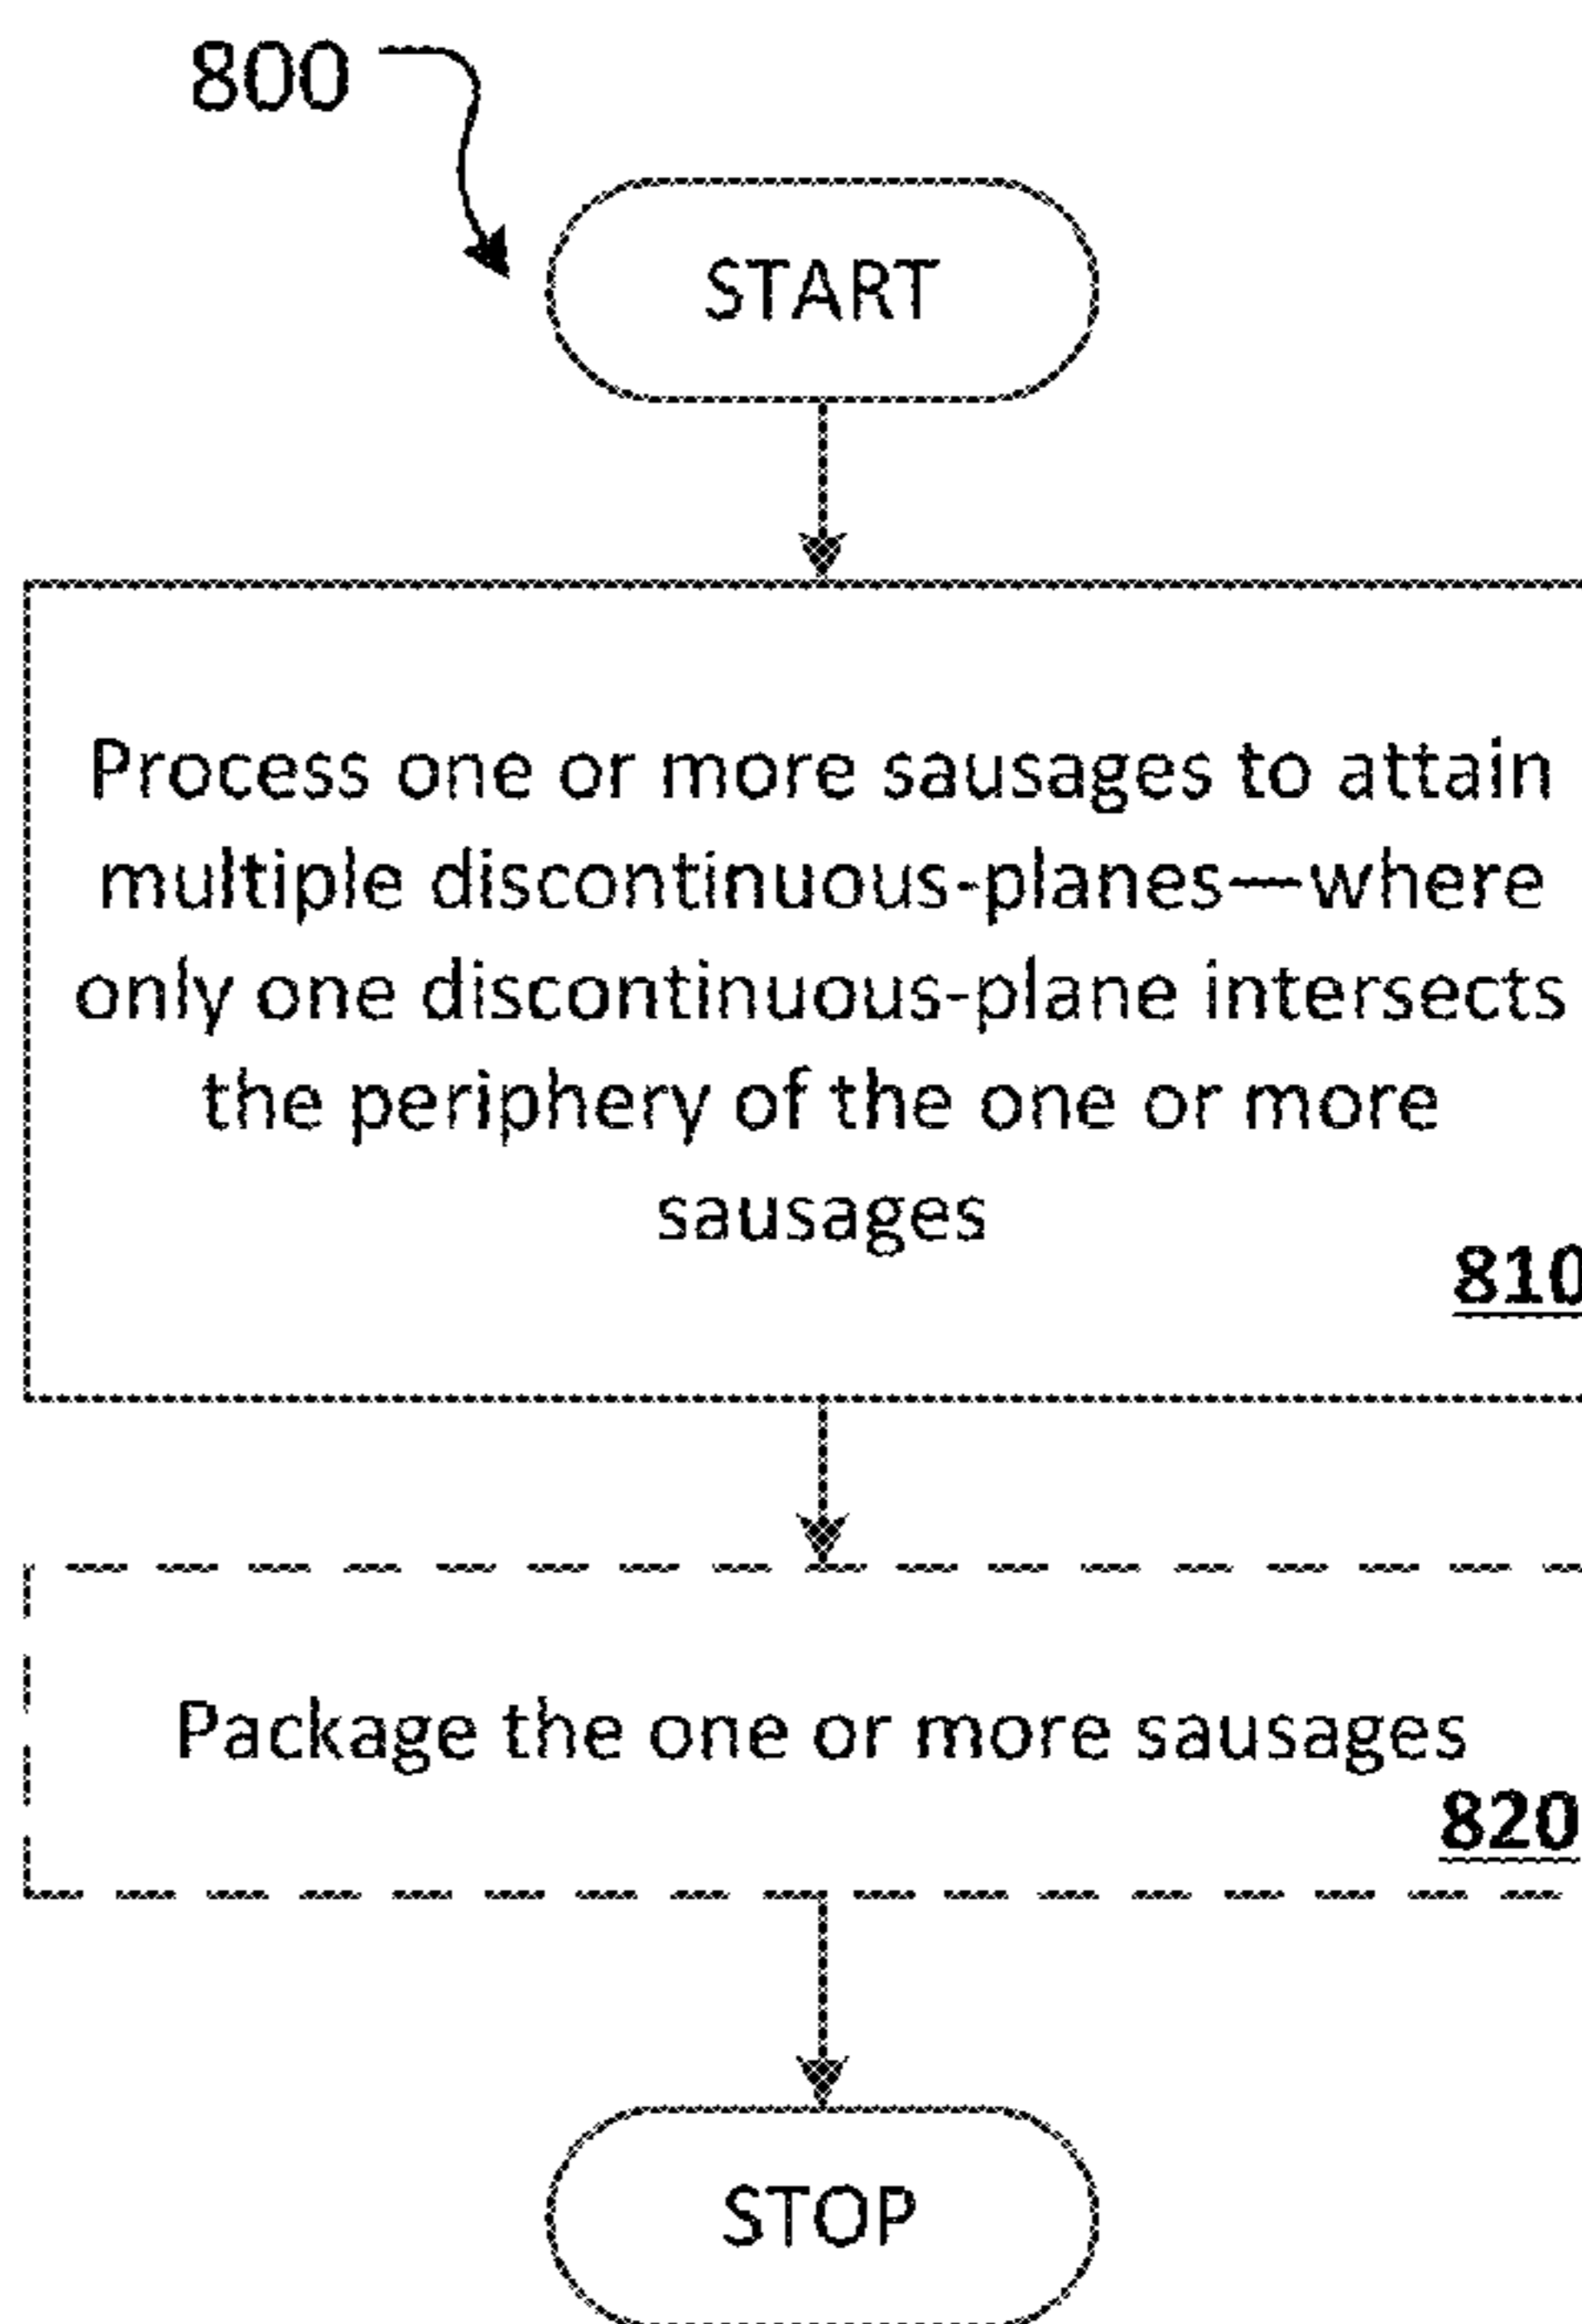 800
START
Process one or more sausages to attain
multiple discontinuous-planes—where
only one discontinuous-plane intersects
the periphery of the one or more
sausages
810
Package the one or more sausages
820
STOP